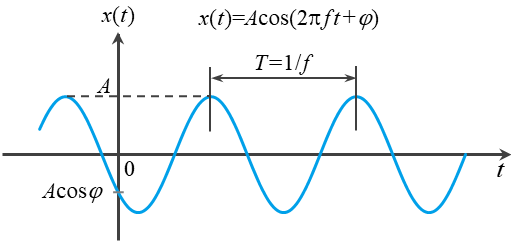 x(t)
x(t)=Acos(2πft+φ)
T=1/f
A
0
t
Acosφ